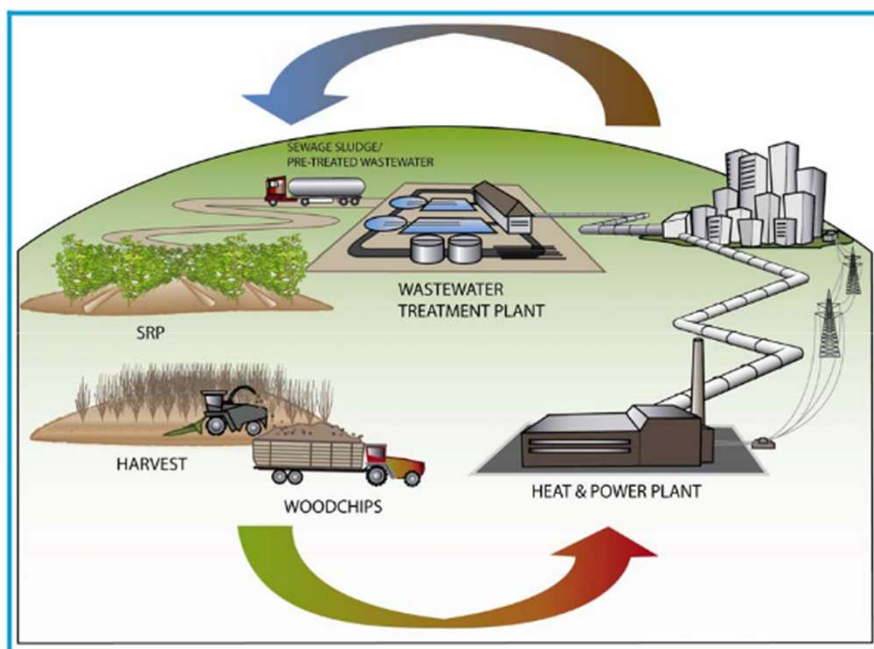 SEWAGE SLUDGE/
PRE-TREATED WASTEWATER
WASTEWATER
TREATMENT PLANT
SRP
HARVEST
WOODCHIPS
HEAT & POWER PLANT